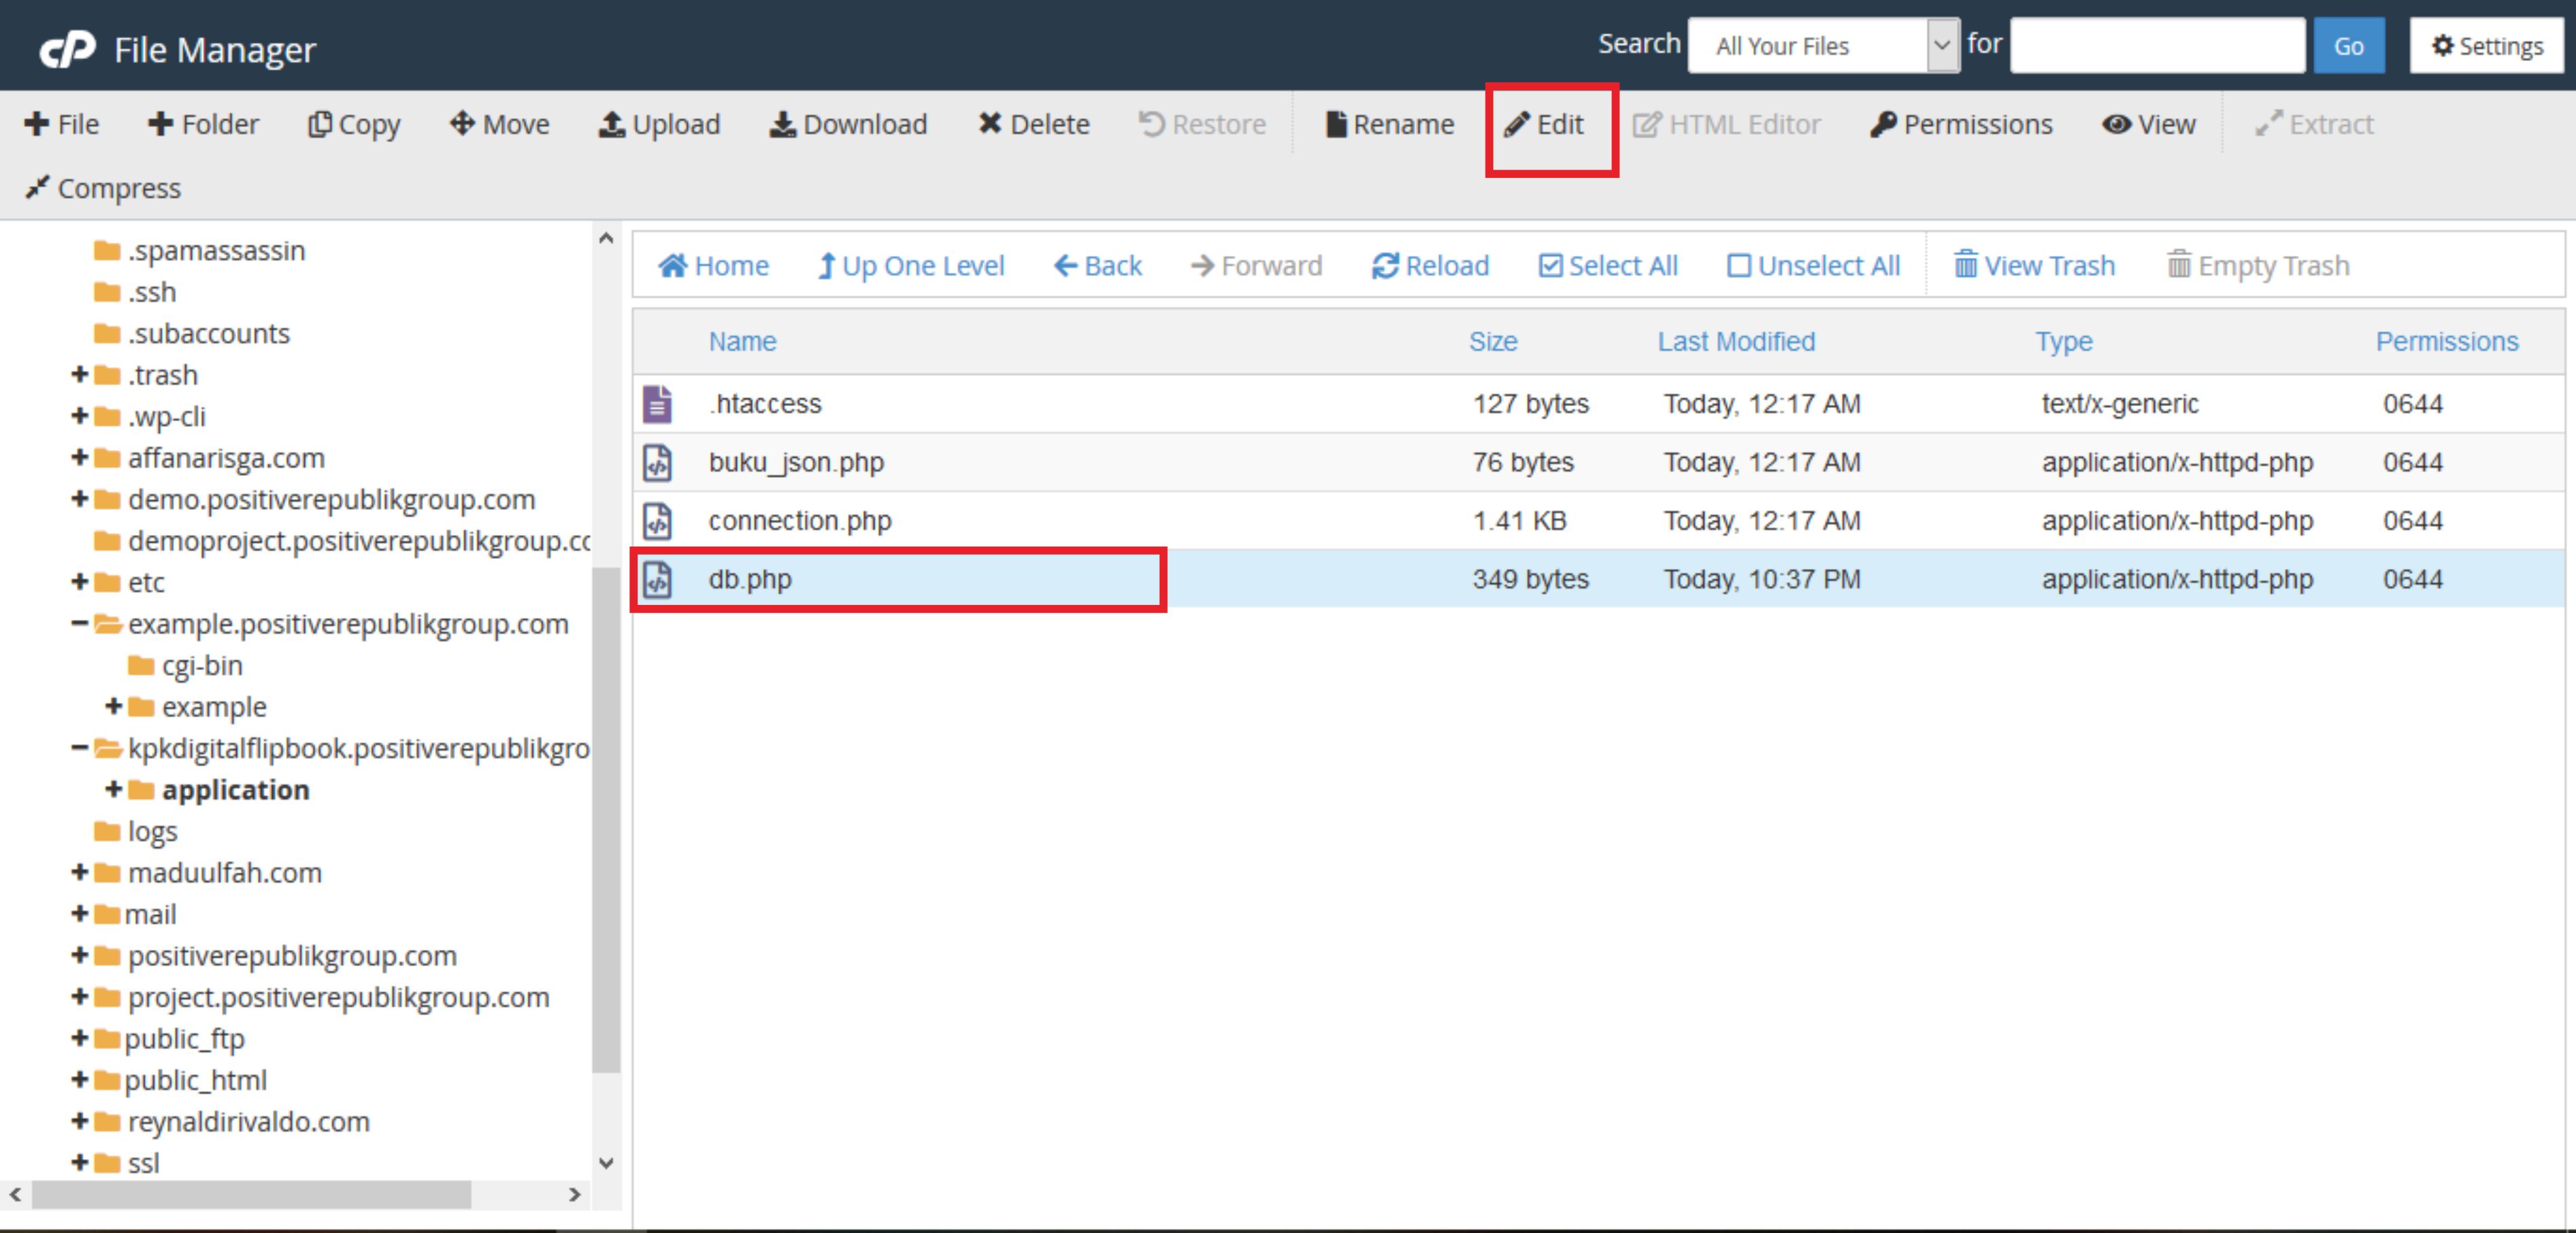 cP File Manager Search All Your Files for Go Settings
File Folder Copy Move Upload Download Delete Restore Rename Edit HTML Editor Permissions View Extract
Compress
.spamassassin
.ssh
.subaccounts
.trash
.wp-cli
affanarisga.com
demo.positiverepublikgroup.com
demoproject.positiverepublikgroup.cc
etc
example.positiverepublikgroup.com
cgi-bin
example
kpkdigitalflipbook.positiverepublikgro
application
logs
maduulfah.com
mail
positiverepublikgroup.com
project.positiverepublikgroup.com
public_ftp
public_html
reynaldirivaldo.com
ssl
Home Up One Level Back Forward Reload Select All Unselect All View Trash Empty Trash
Name Size Last Modified Type Permissions
.htaccess 127 bytes Today, 12:17 AM text/x-generic 0644
buku_json.php 76 bytes Today, 12:17 AM application/x-httpd-php 0644
connection.php 1.41 KB Today, 12:17 AM application/x-httpd-php 0644
db.php 349 bytes Today, 10:37 PM application/x-httpd-php 0644